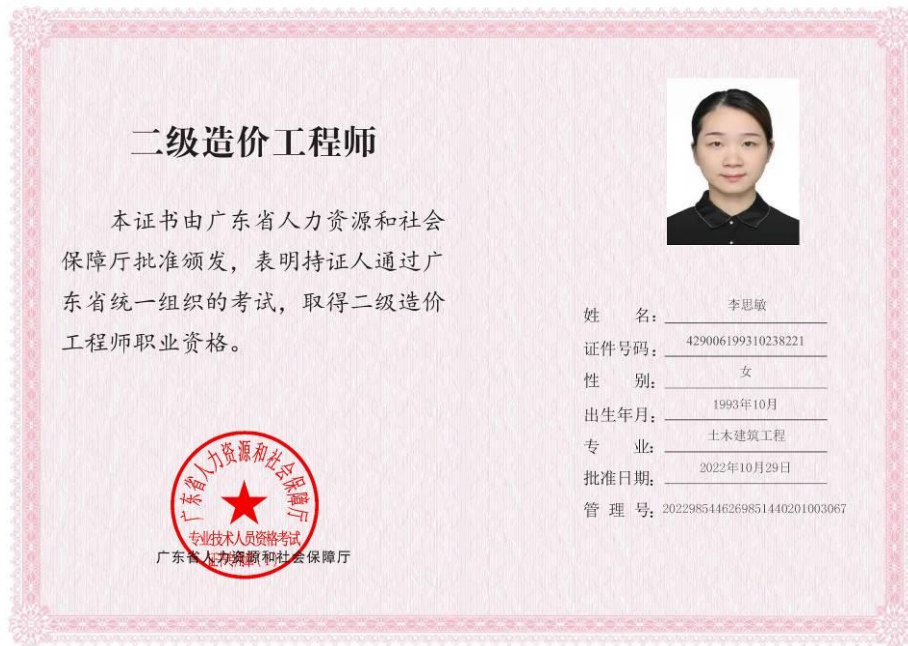 二级造价工程师
本证书由广东省人力资源和社会
保障厅批准颁发，表明持证人通过广
东省统一组织的考试，取得二级造价
工程师职业资格。
广东省人力资源和社会保障厅
专业技术人员资格考试
广东省人力资源和社会保障厅
姓 名：李思敏
证件号码：429006199310238221
性 别：女
出生年月：1993年10月
专 业：土木建筑工程
批准日期：2022年10月29日
管 理 号：20229854462698514402010030​67